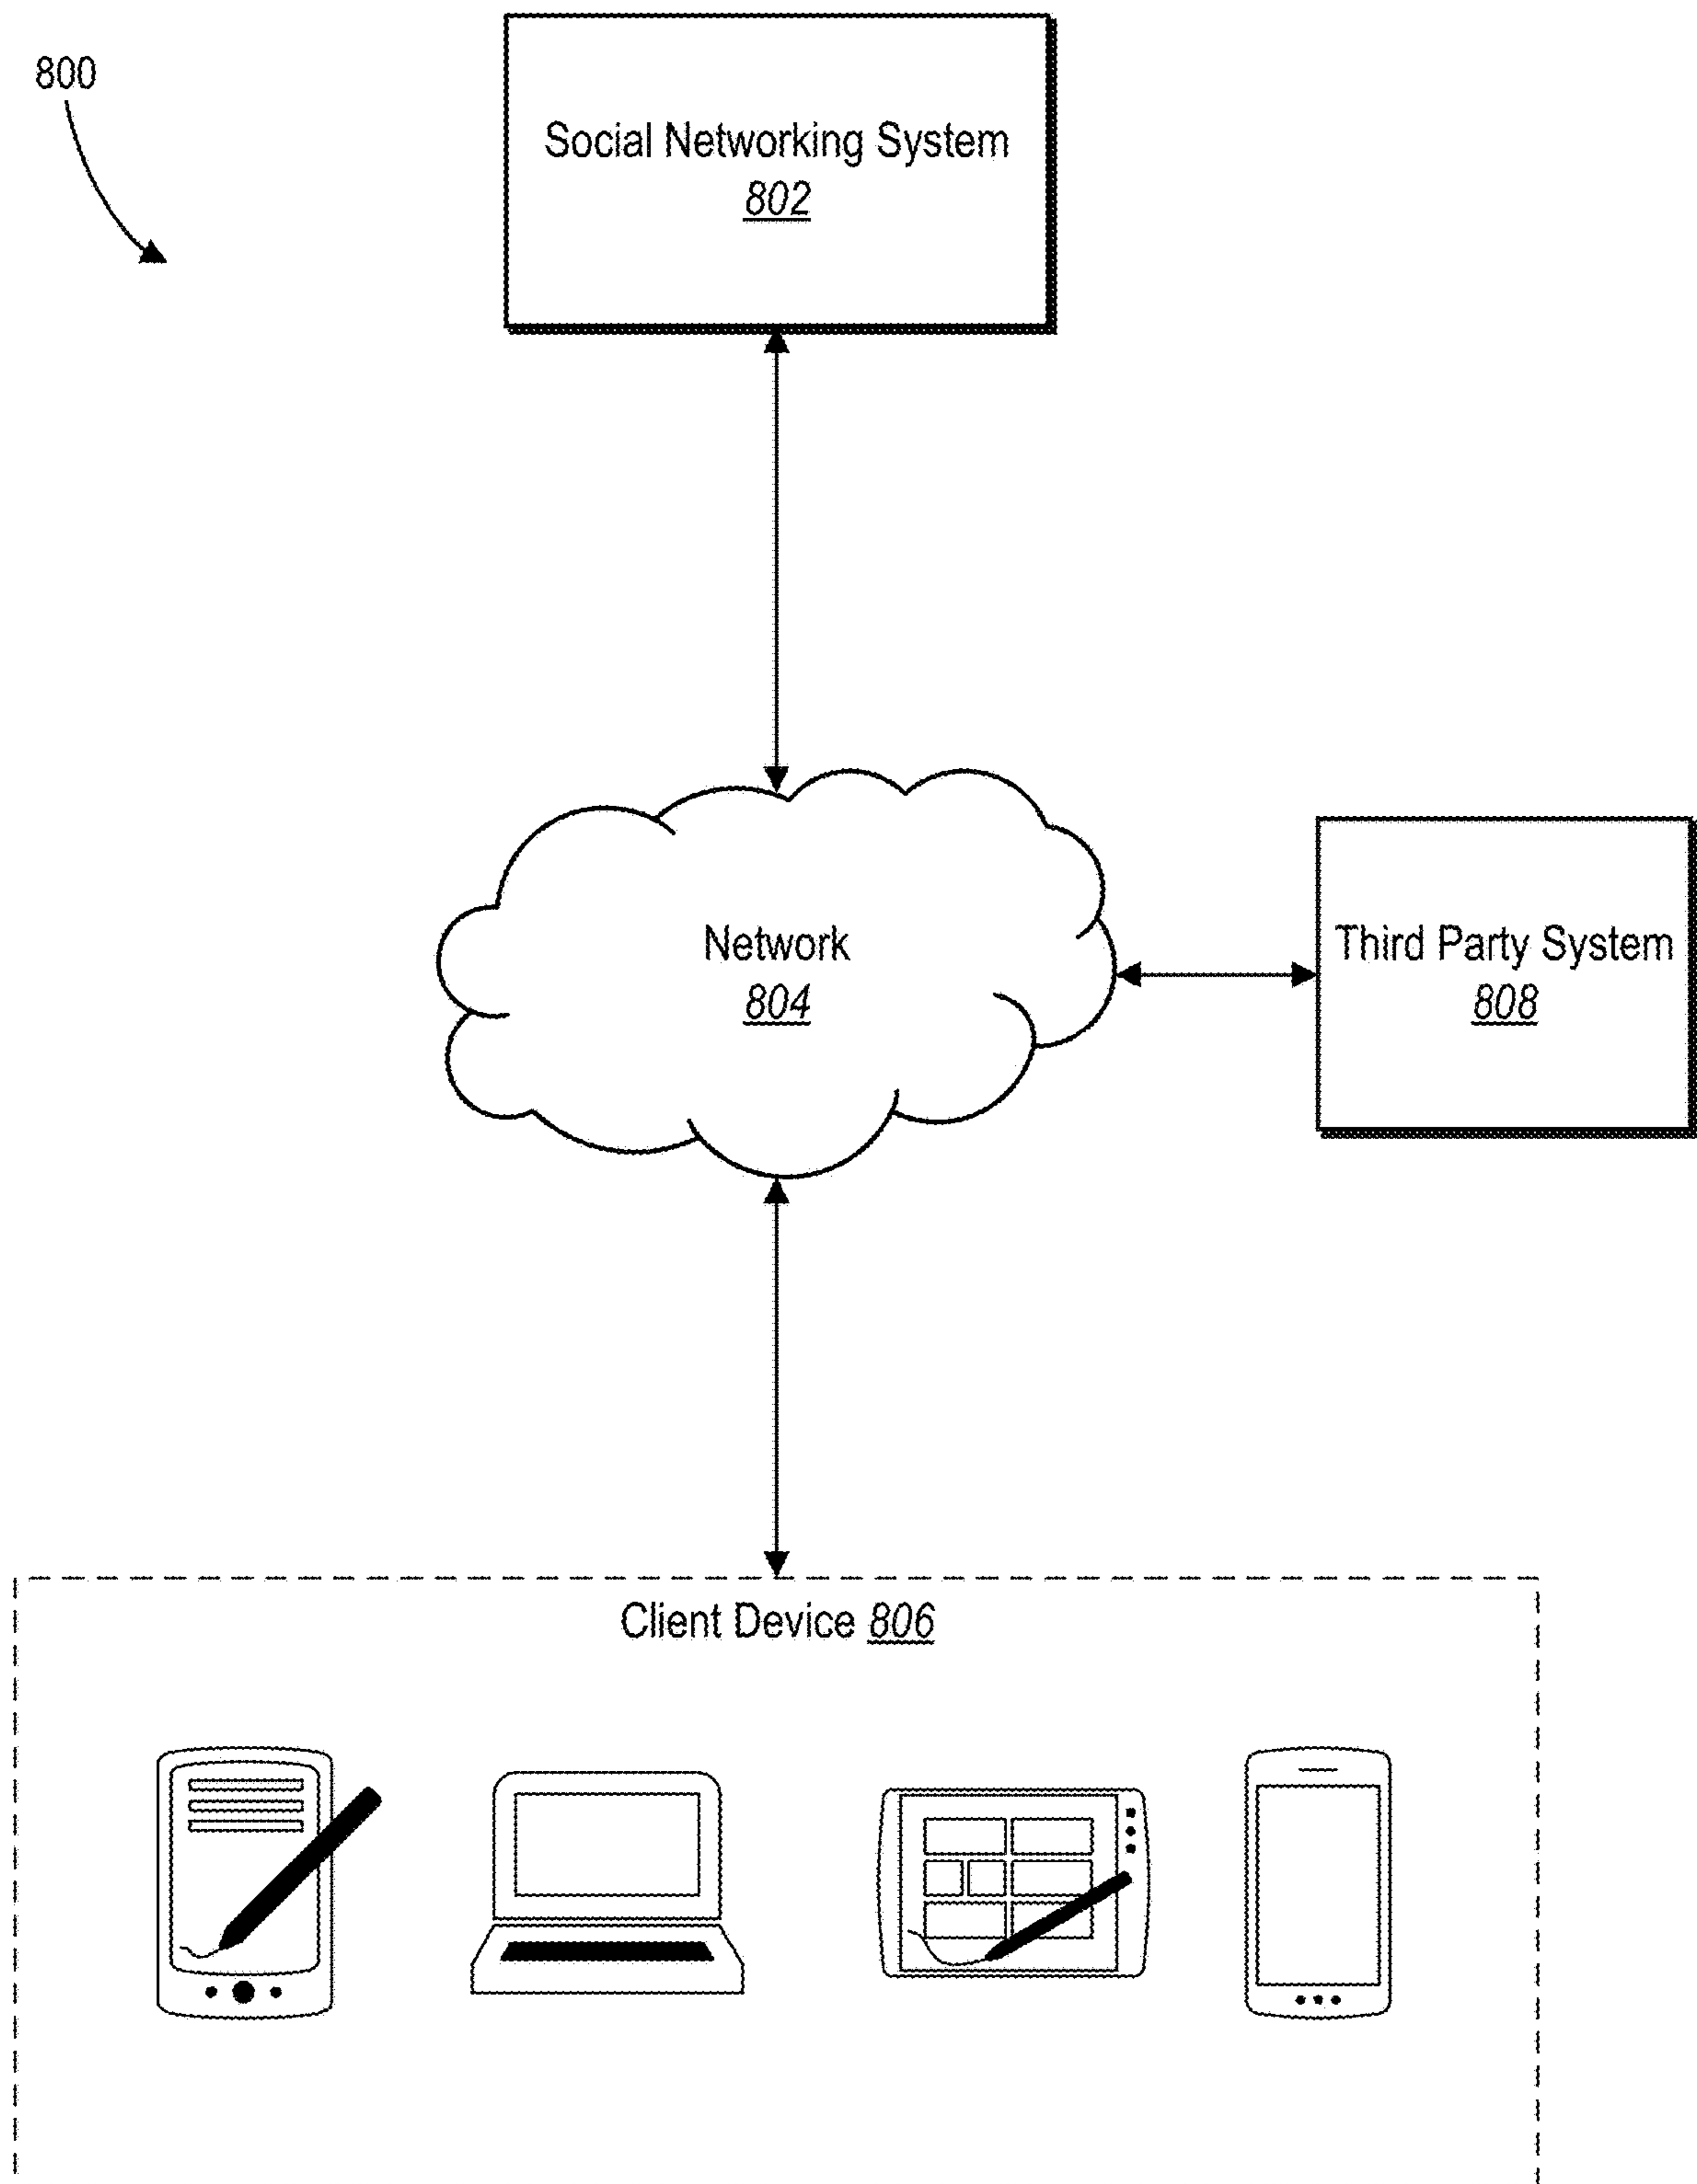 800
Social Networking System
802
Network
804
Third Party System
808
Client Device 806